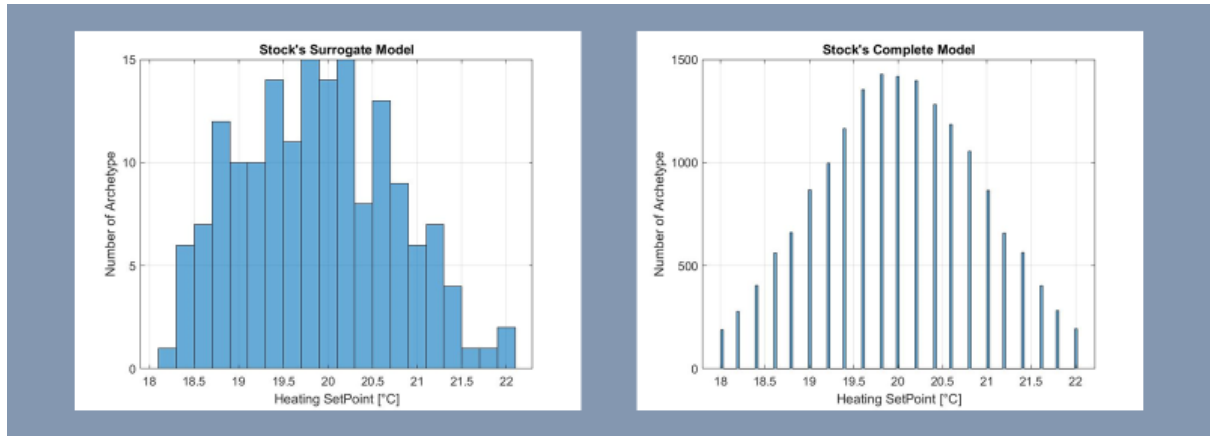 Stock's Surrogate Model
15
10
5
0
Number of Archetype
18 18.5 19 19.5 20 20.5 21 21.5 22
Heating SetPoint [°C]
Stock's Complete Model
1500
1000
500
0
Number of Archetype
18 18.5 19 19.5 20 20.5 21 21.5 22
Heating SetPoint [°C]